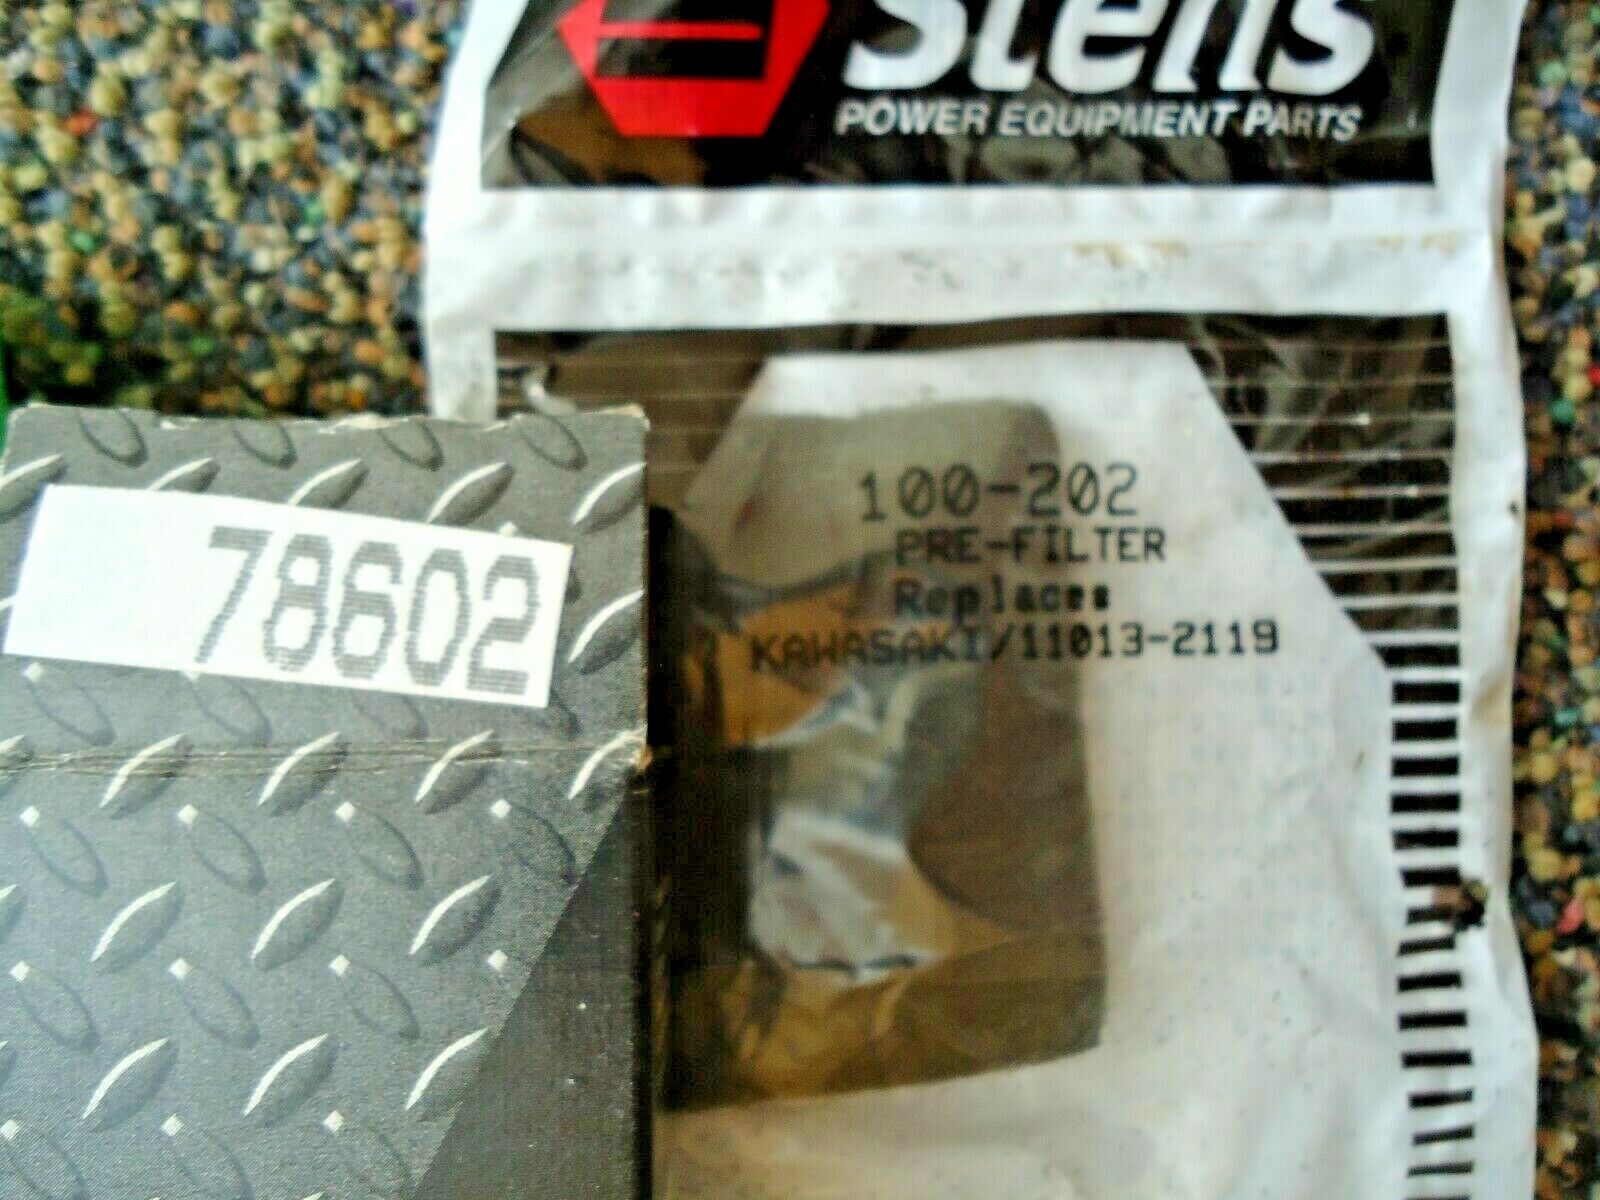 Stens
POWER EQUIPMENT PARTS
100-202
PRE-FILTER
Replaces
KAWASAKI/11013-2119
78602